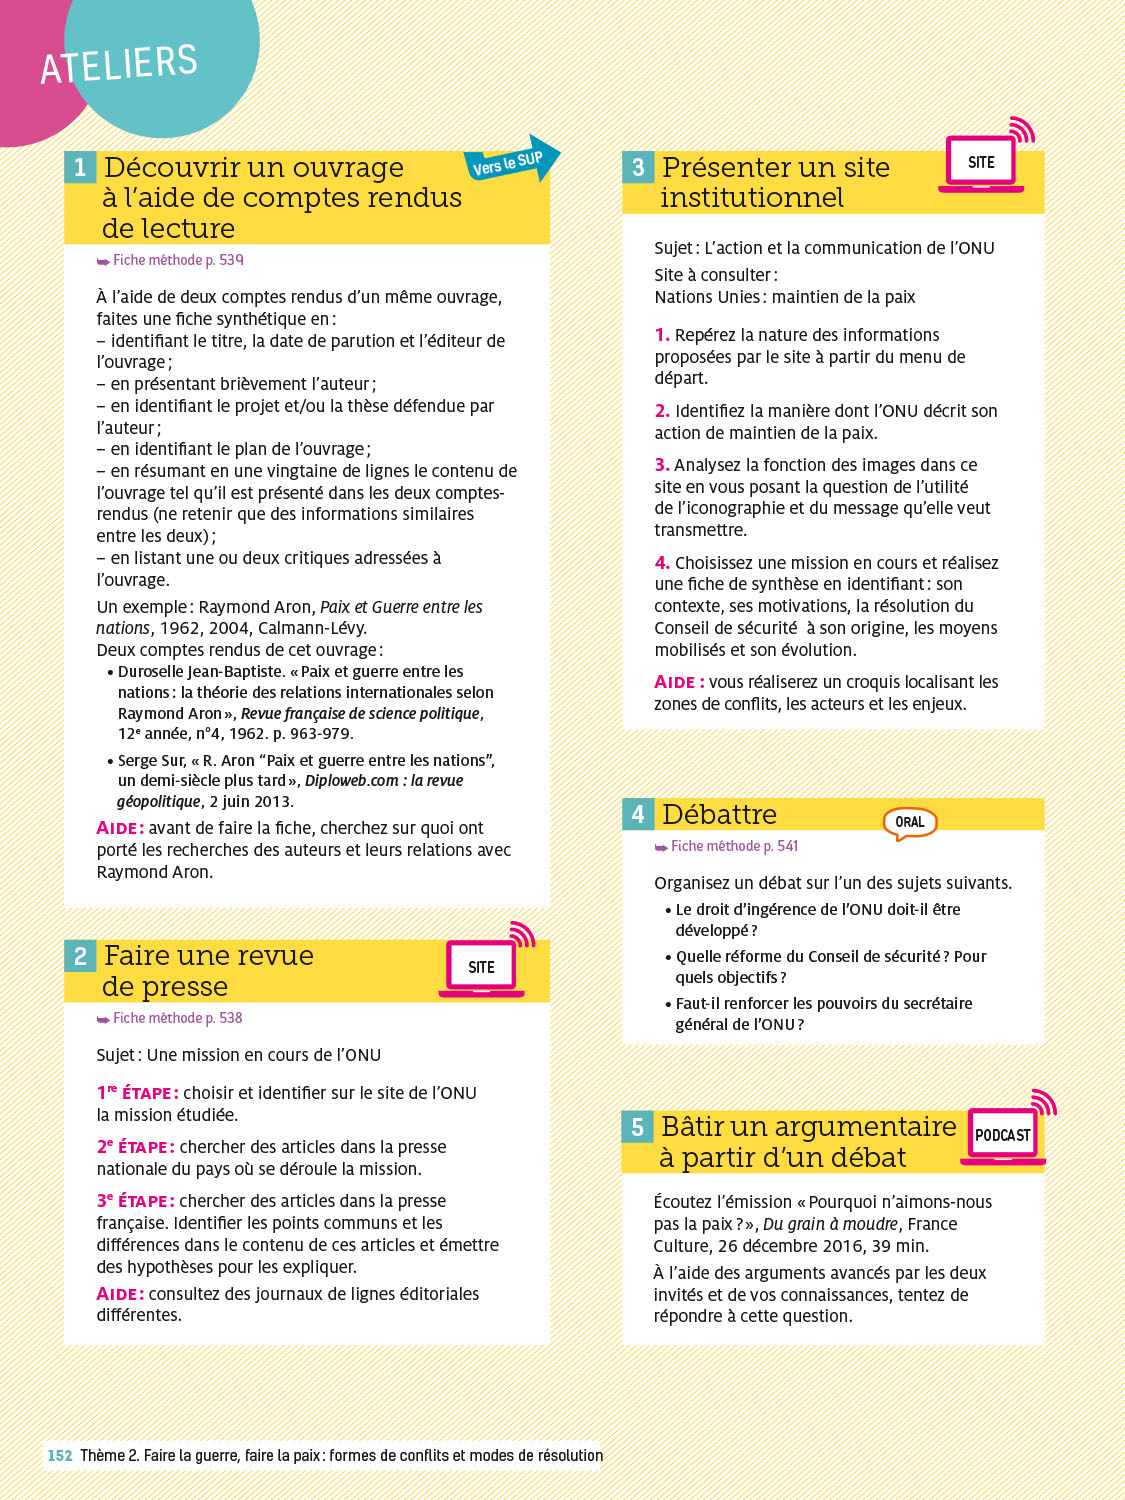 ATELIERS
1 Découvrir un ouvrage
à l'aide de comptes rendus
de lecture
Vers le SUP
➥ Fiche méthode p. 539
À l'aide de deux comptes rendus d'un même ouvrage,
faites une fiche synthétique en :
– identifiant le titre, la date de parution et l'éditeur de
l'ouvrage ;
– en présentant brièvement l'auteur ;
– en identifiant le projet et/ou la thèse défendue par
l'auteur ;
– en identifiant le plan de l'ouvrage ;
– en résumant en une vingtaine de lignes le contenu de
l'ouvrage tel qu'il est présenté dans les deux comptes-
rendus (ne retenir que des informations similaires
entre les deux) ;
– en listant une ou deux critiques adressées à
l'ouvrage.
Un exemple : Raymond Aron, Paix et Guerre entre les
nations, 1962, 2004, Calmann-Lévy.
Deux comptes rendus de cet ouvrage :
• Duroselle Jean-Baptiste. « Paix et guerre entre les
nations : la théorie des relations internationales selon
Raymond Aron », Revue française de science politique,
12e année, n°4, 1962. p. 963-979.
• Serge Sur, « R. Aron “Paix et guerre entre les nations”,
un demi-siècle plus tard », Diploweb.com : la revue
géopolitique, 2 juin 2013.
AIDE : avant de faire la fiche, cherchez sur quoi ont
porté les recherches des auteurs et leurs relations avec
Raymond Aron.
2 Faire une revue
de presse
SITE
➥ Fiche méthode p. 538
Sujet : Une mission en cours de l'ONU
1re ÉTAPE : choisir et identifier sur le site de l'ONU
la mission étudiée.
2e ÉTAPE : chercher des articles dans la presse
nationale du pays où se déroule la mission.
3e ÉTAPE : chercher des articles dans la presse
française. Identifier les points communs et les
différences dans le contenu de ces articles et émettre
des hypothèses pour les expliquer.
AIDE : consultez des journaux de lignes éditoriales
différentes.
3 Présenter un site
institutionnel
SITE
Sujet : L'action et la communication de l'ONU
Site à consulter :
Nations Unies : maintien de la paix
1. Repérez la nature des informations
proposées par le site à partir du menu de
départ.
2. Identifiez la manière dont l'ONU décrit son
action de maintien de la paix.
3. Analysez la fonction des images dans ce
site en vous posant la question de l'utilité
de l'iconographie et du message qu'elle veut
transmettre.
4. Choisissez une mission en cours et réalisez
une fiche de synthèse en identifiant : son
contexte, ses motivations, la résolution du
Conseil de sécurité à son origine, les moyens
mobilisés et son évolution.
AIDE : vous réaliserez un croquis localisant les
zones de conflits, les acteurs et les enjeux.
4 Débattre
ORAL
➥ Fiche méthode p. 541
Organisez un débat sur l'un des sujets suivants.
• Le droit d'ingérence de l'ONU doit-il être
développé ?
• Quelle réforme du Conseil de sécurité ? Pour
quels objectifs ?
• Faut-il renforcer les pouvoirs du secrétaire
général de l'ONU ?
5 Bâtir un argumentaire
à partir d'un débat
PODCAST
Écoutez l'émission « Pourquoi n'aimons-nous
pas la paix ? », Du grain à moudre, France
Culture, 26 décembre 2016, 39 min.
À l'aide des arguments avancés par les deux
invités et de vos connaissances, tentez de
répondre à cette question.
152 Thème 2. Faire la guerre, faire la paix : formes de conflits et modes de résolution